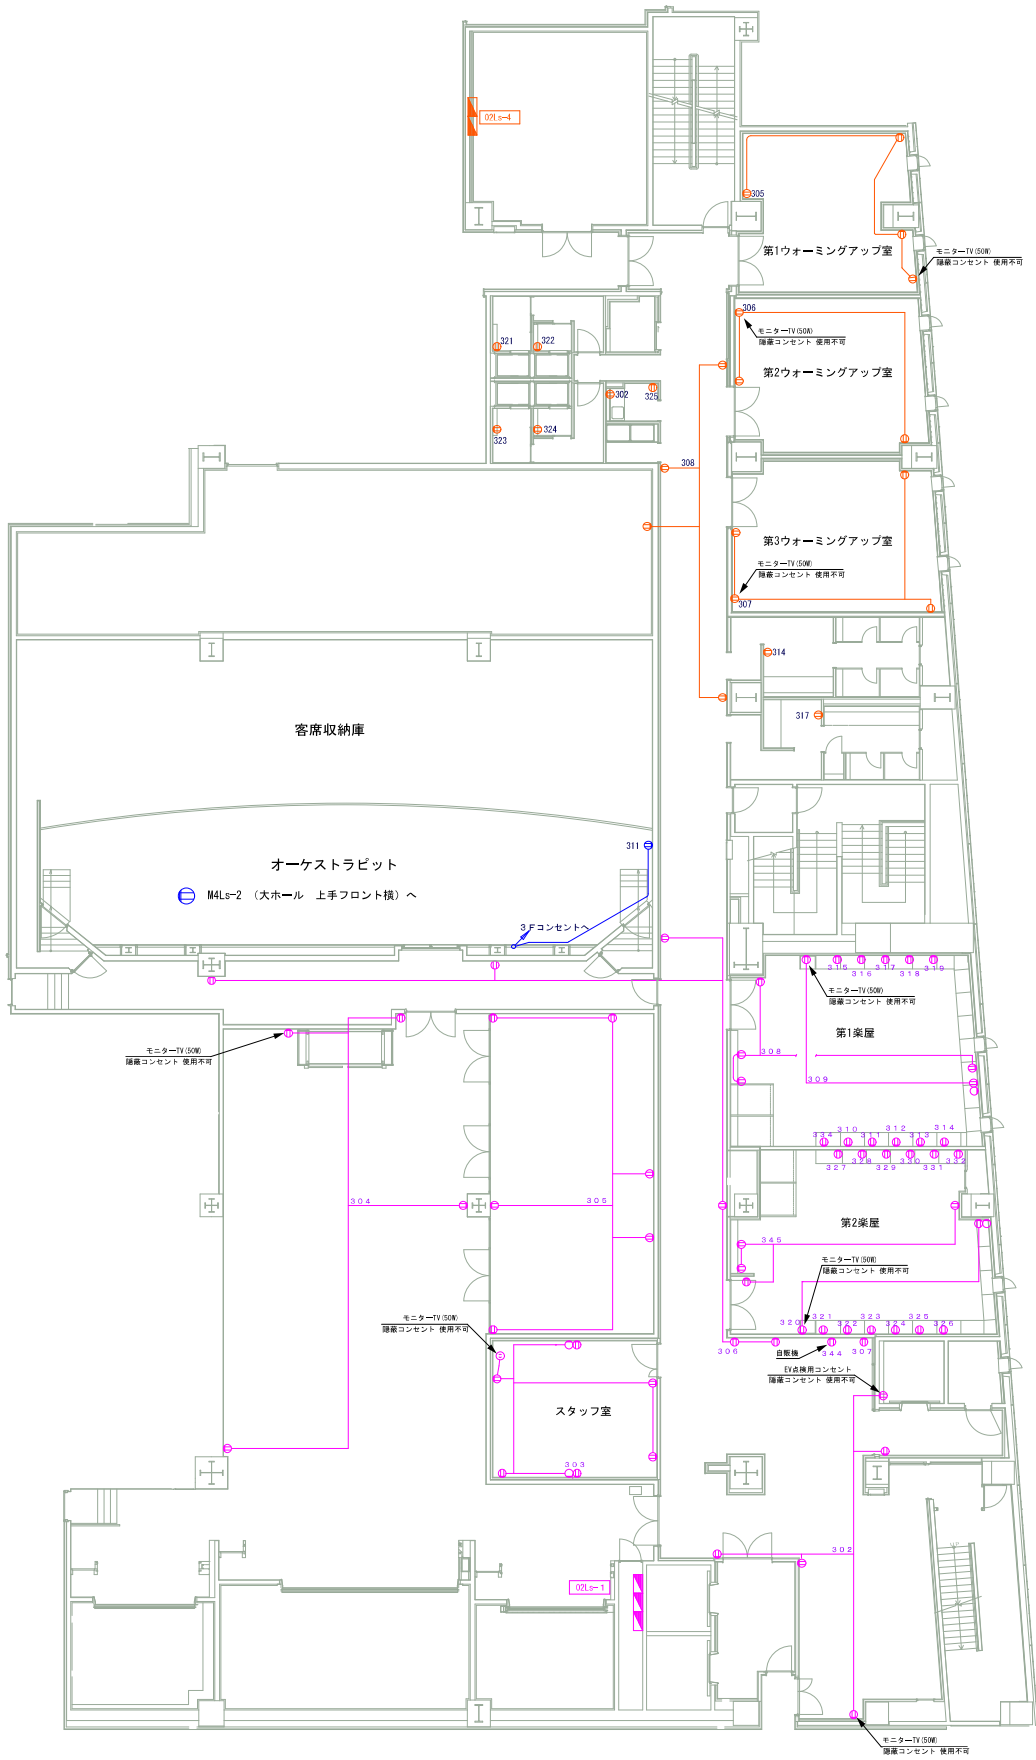 02Ls-4
305
第1ウォーミングアップ室
モニターTV(50W)
隠蔽コンセント 使用不可
306
モニターTV(50W)
隠蔽コンセント 使用不可
321
322
第2ウォーミングアップ室
302
325
323
324
308
第3ウォーミングアップ室
モニターTV(50W)
隠蔽コンセント 使用不可
307
314
317
客席収納庫
311
オーケストラピット
M4Ls-2 (大ホール 上手フロント横)へ
3Fコンセントへ
315
316
317
318
319
モニターTV(50W)
隠蔽コンセント 使用不可
第1楽屋
モニターTV(50W)
隠蔽コンセント 使用不可
308
309
334
310
311
312
313
314
327
328
329
330
331
332
304
305
第2楽屋
345
モニターTV(50W)
隠蔽コンセント 使用不可
モニターTV(50W)
隠蔽コンセント 使用不可
320
321
322
323
324
325
326
306
自販機
344
307
EV点検用コンセント
隠蔽コンセント 使用不可
スタッフ室
303
302
02Ls-1
モニターTV(50W)
隠蔽コンセント 使用不可